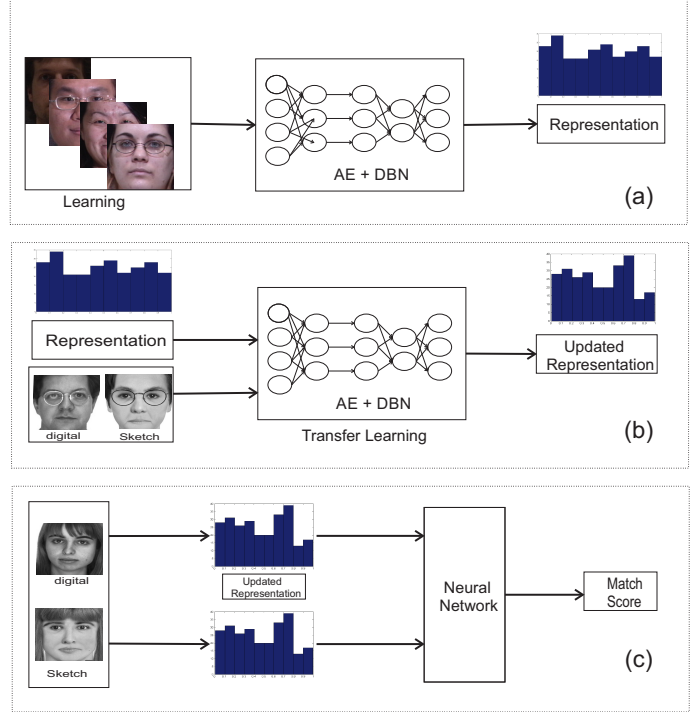 Learning
AE + DBN
Representation
(a)
Representation
digital
Sketch
AE + DBN
Transfer Learning
Updated
Representation
(b)
digital
Sketch
Updated
Representation
Neural
Network
Match
Score
(c)